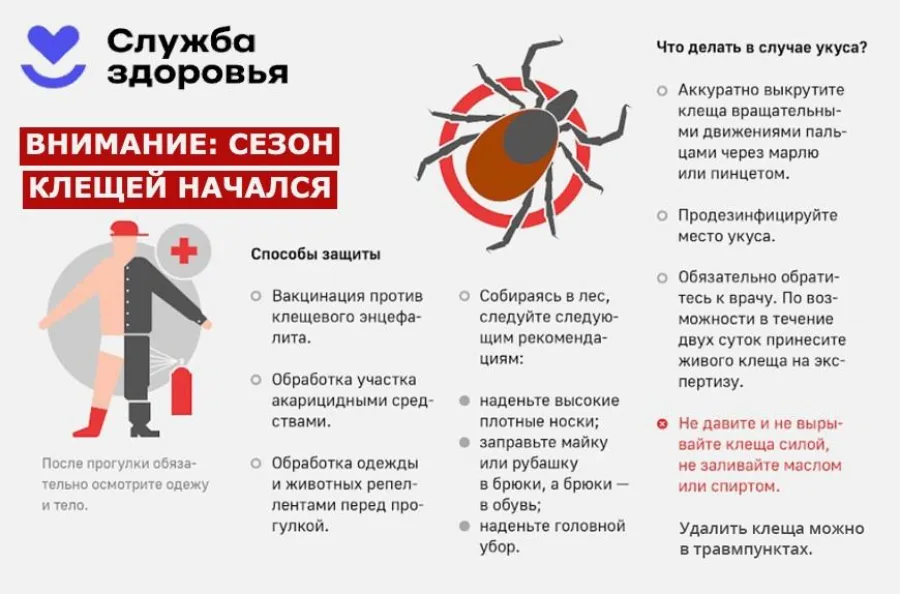 Служба
здоровья
ВНИМАНИЕ: СЕЗОН
КЛЕЩЕЙ НАЧАЛСЯ
После прогулки обяза-
тельно осмотрите одежу
и тело.
Способы защиты
Вакцинация против
клещевого энцефа-
лита.
Обработка участка
акарицидными сред-
ствами.
Обработка одежды
и животных репел-
лентами перед про-
гулкой.
Собираясь в лес,
следуйте следую-
щим рекоменда-
циям:
наденьте высокие
плотные носки;
заправьте майку
или рубашку
в брюки, а брюки —
в обувь;
наденьте головной
убор.
Что делать в случае укуса?
Аккуратно выкрутите
клеща вращательны-
ми движениями паль-
цами через марлю
или пинцетом.
Продезинфицируйте
место укуса.
Обязательно обрати-
тесь к врачу. По воз-
можности в течение
двух суток принесите
живого клеща на экс-
пертизу.
Не давите и не выры-
вайте клеща силой,
не заливайте маслом
или спиртом.
Удалить клеща можно
в травмпунктах.